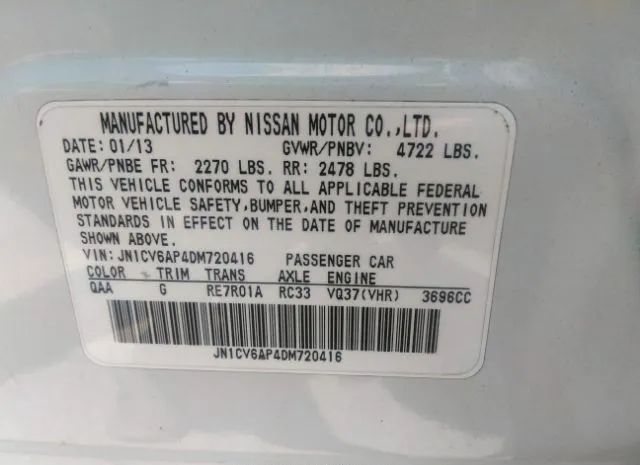 MANUFACTURED BY NISSAN MOTOR CO.,LTD.
DATE: 01/13 GVWR/PNBV: 4722 LBS.
GAWR/PNBE FR: 2270 LBS. RR: 2478 LBS.
THIS VEHICLE CONFORMS TO ALL APPLICABLE FEDERAL
MOTOR VEHICLE SAFETY,BUMPER,AND THEFT PREVENTION
STANDARDS IN EFFECT ON THE DATE OF MANUFACTURE
SHOWN ABOVE.
VIN: JN1CV6AP4DM720416 PASSENGER CAR
COLOR TRIM TRANS AXLE ENGINE
QAA G RE7R01A RC33 VQ37(VHR) 3696CC
JN1CV6AP4DM720416